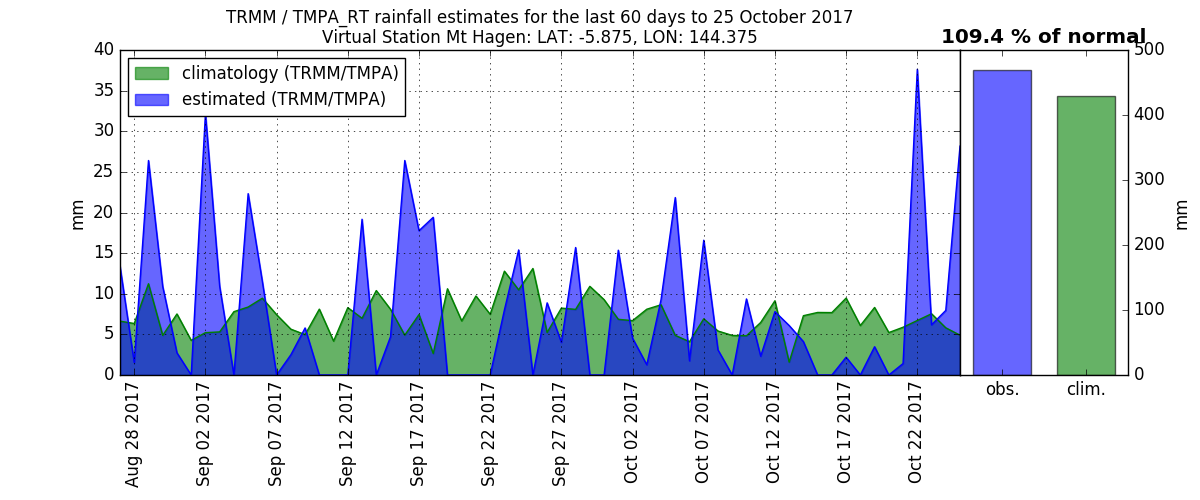 TRMM / TMPA_RT rainfall estimates for the last 60 days to 25 October 2017
Virtual Station Mt Hagen: LAT: -5.875, LON: 144.375
109.4 % of normal
climatology (TRMM/TMPA)
estimated (TRMM/TMPA)
mm
40
35
30
25
20
15
10
5
0
500
400
300
200
100
0
mm
obs.
clim.
Aug 28 2017
Sep 02 2017
Sep 07 2017
Sep 12 2017
Sep 17 2017
Sep 22 2017
Sep 27 2017
Oct 02 2017
Oct 07 2017
Oct 12 2017
Oct 17 2017
Oct 22 2017